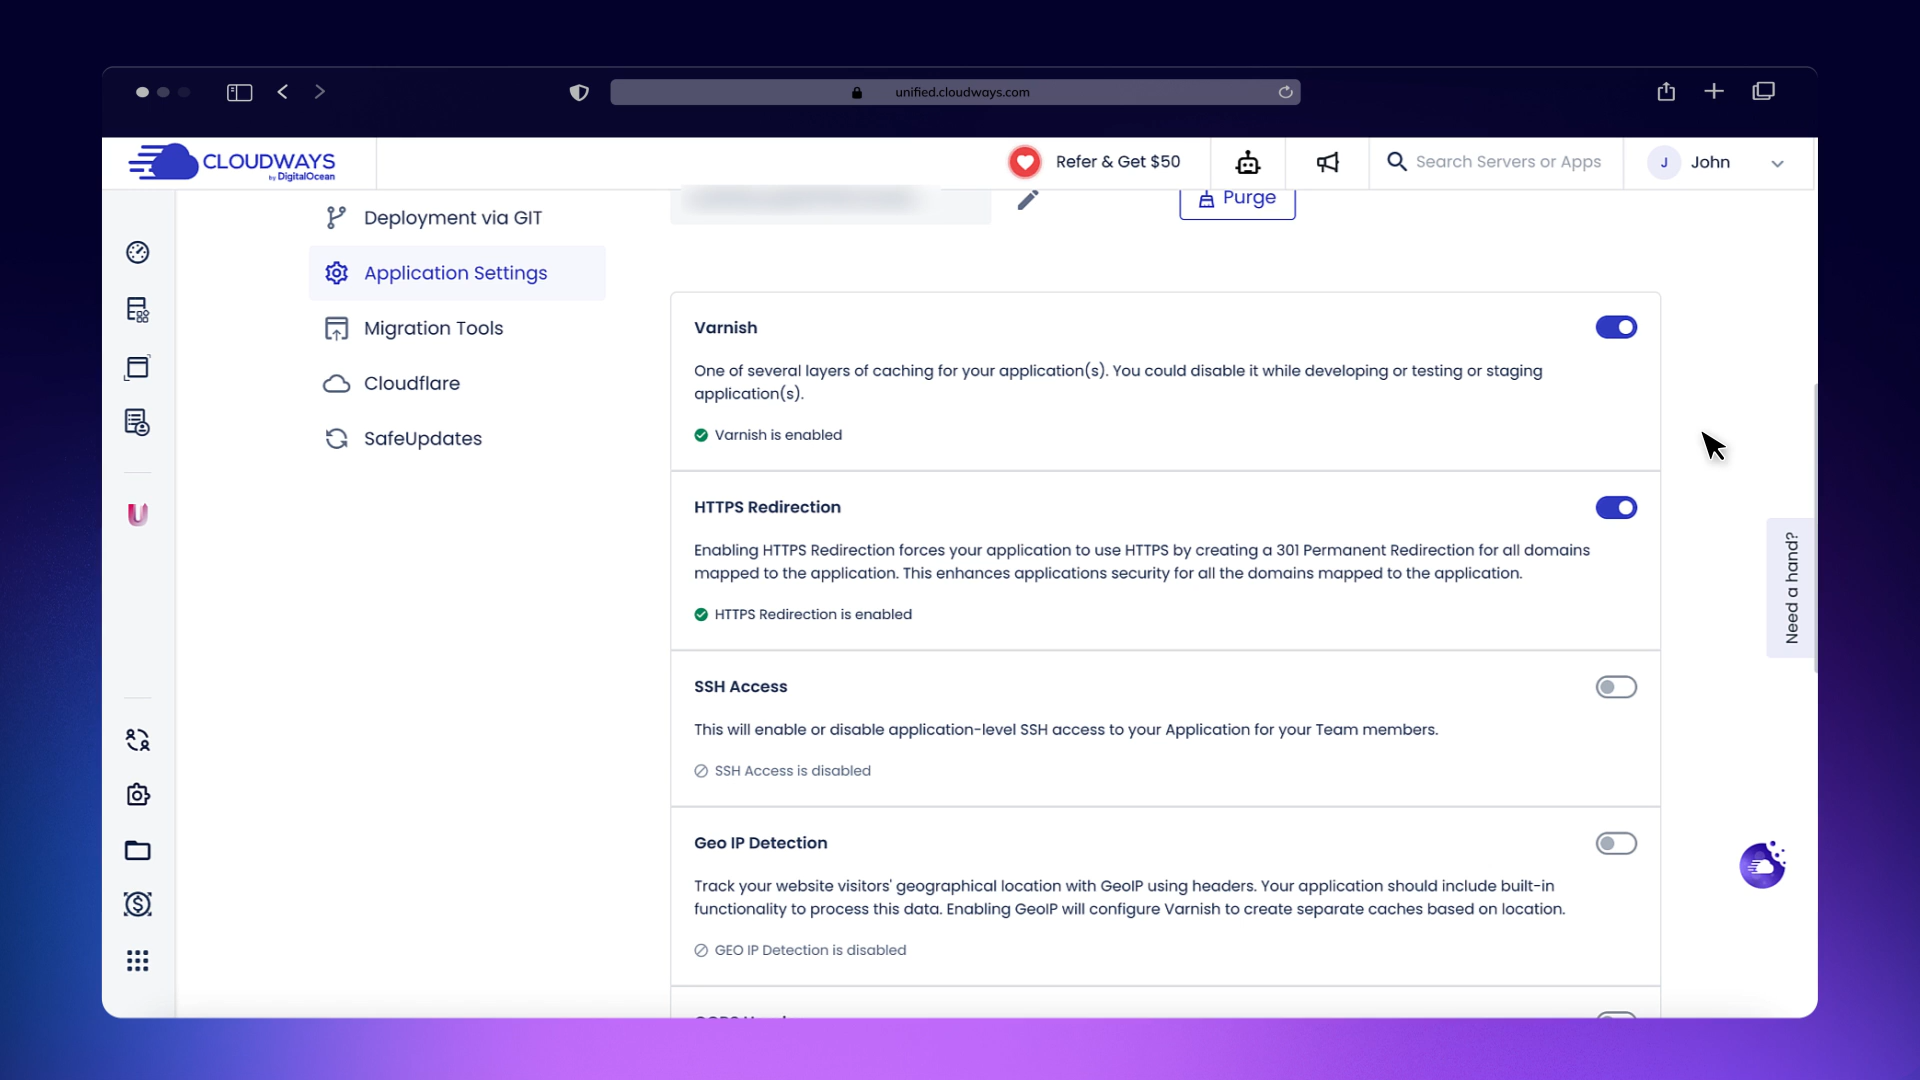 unified.cloudways.com
CLOUDWAYS
by DigitalOcean
Refer & Get $50
Search Servers or Apps
J
John
Deployment via GIT
Application Settings
Migration Tools
Cloudflare
SafeUpdates
Purge
Varnish
One of several layers of caching for your application(s). You could disable it while developing or testing or staging
application(s).
Varnish is enabled
HTTPS Redirection
Enabling HTTPS Redirection forces your application to use HTTPS by creating a 301 Permanent Redirection for all domains
mapped to the application. This enhances applications security for all the domains mapped to the application.
HTTPS Redirection is enabled
SSH Access
This will enable or disable application-level SSH access to your Application for your Team members.
SSH Access is disabled
Geo IP Detection
Track your website visitors' geographical location with GeoIP using headers. Your application should include built-in
functionality to process this data. Enabling GeoIP will configure Varnish to create separate caches based on location.
GEO IP Detection is disabled
Need a hand?